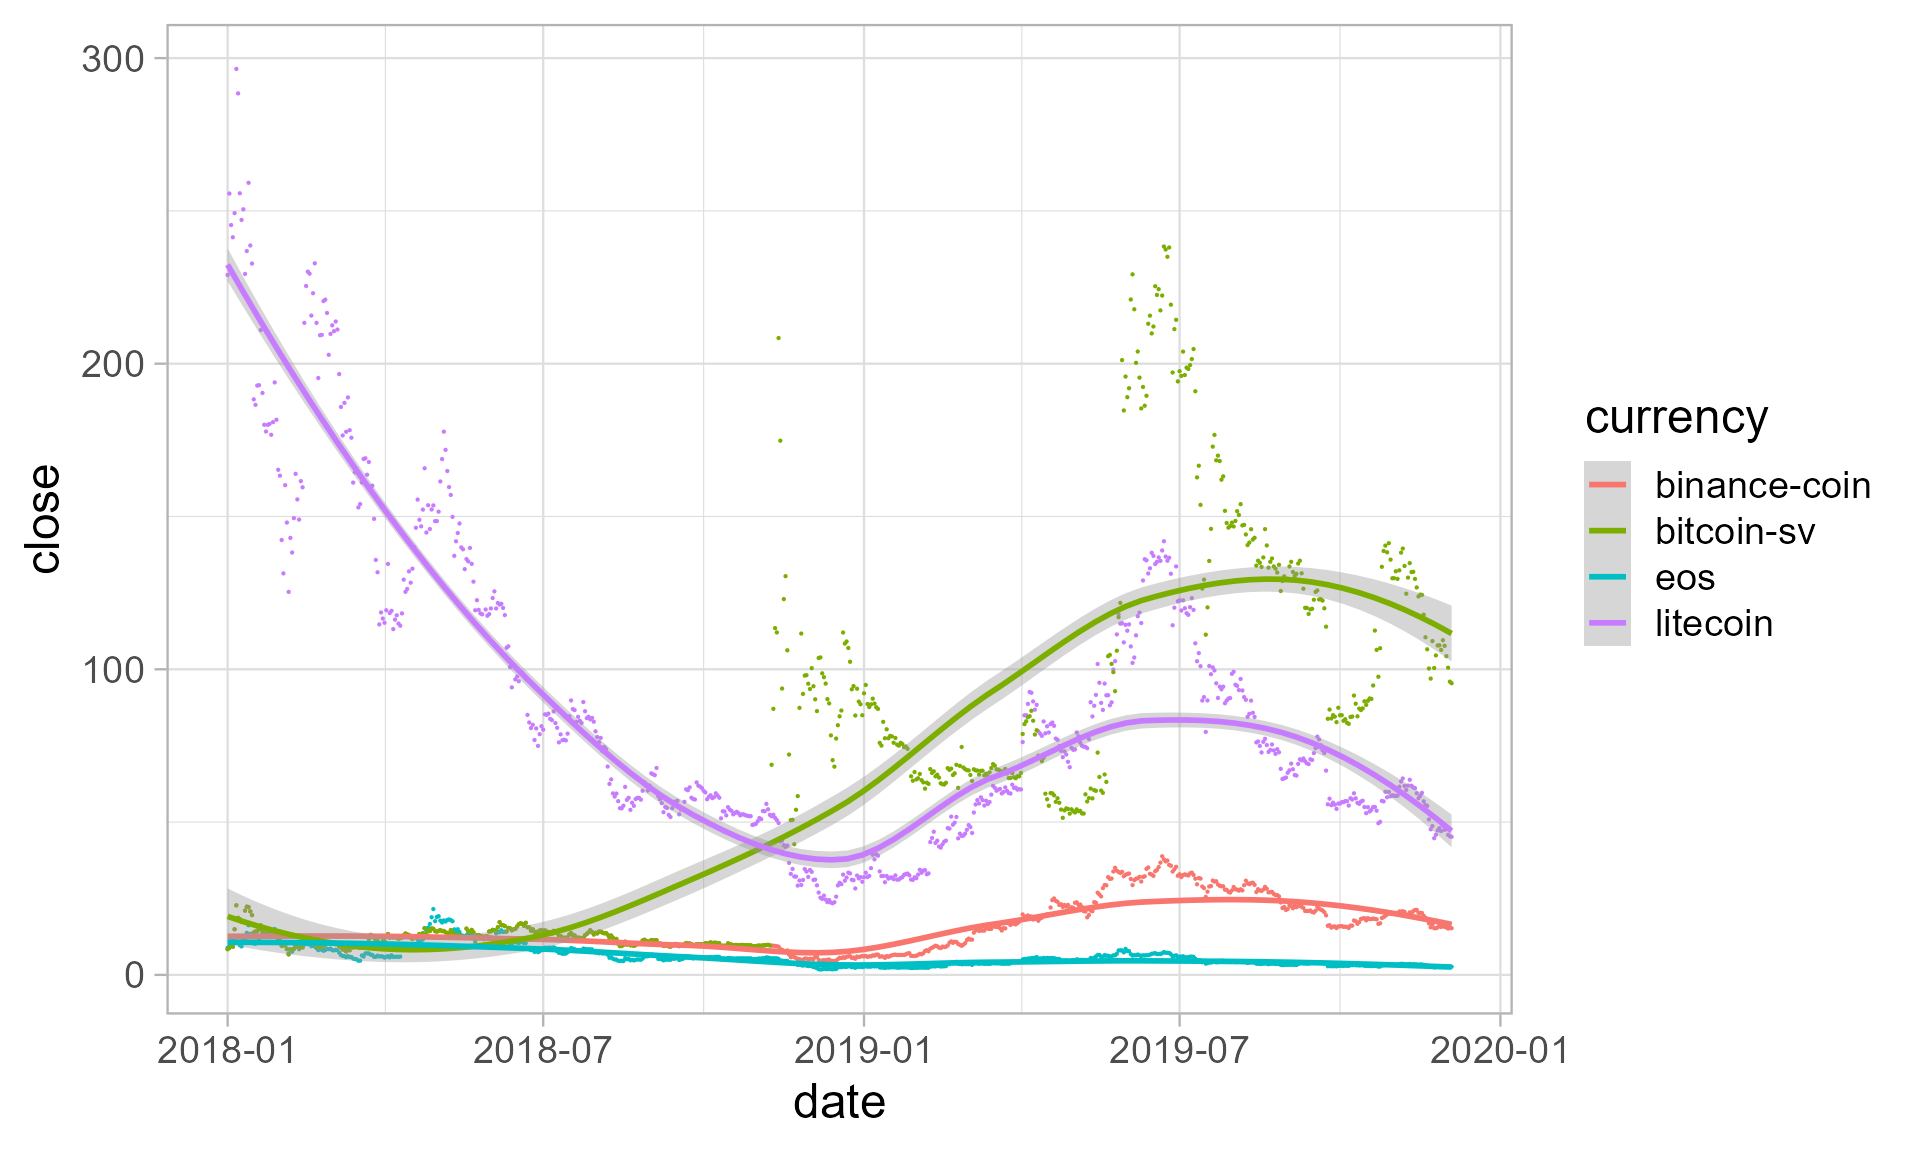 300
200
100
0
close
2018-01
2018-07
2019-01
2019-07
2020-01
date
currency
binance-coin
bitcoin-sv
eos
litecoin